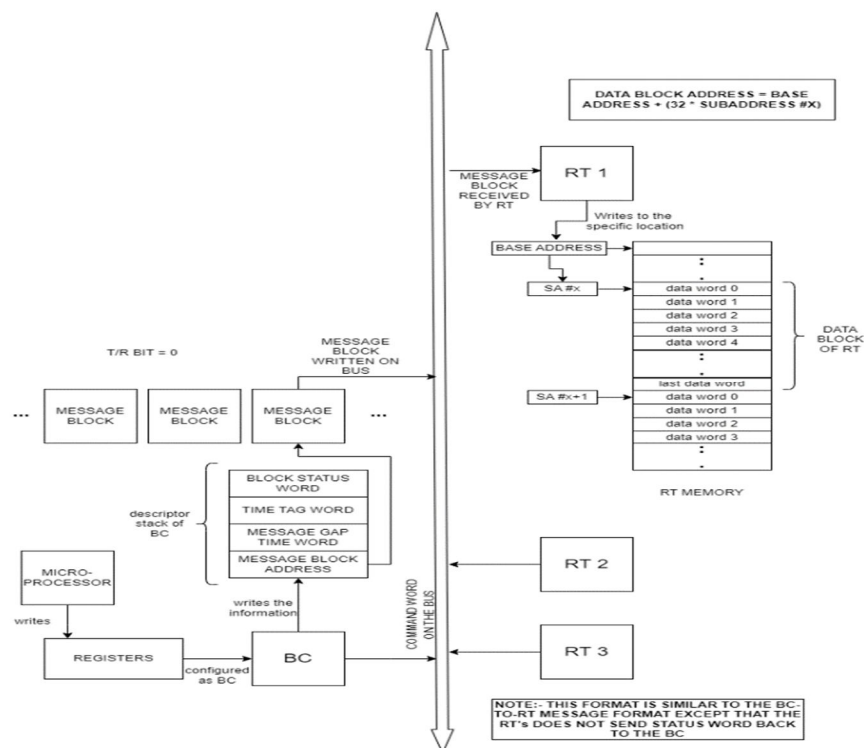 DATA BLOCK ADDRESS = BASE
ADDRESS + (32 * SUBADDRESS #X)
MESSAGE
BLOCK
RECEIVED
BY RT
RT 1
Writes to the
specific location
BASE ADDRESS
:
.
SA #x
data word 0
data word 1
data word 2
data word 3
data word 4
:
.
last data word
DATA
BLOCK
OF RT
SA #x+1
data word 0
data word 1
data word 2
data word 3
:
.
RT MEMORY
T/R BIT = 0
MESSAGE
BLOCK
WRITTEN ON
BUS
...
MESSAGE
BLOCK
MESSAGE
BLOCK
MESSAGE
BLOCK
...
descriptor
stack of
BC
BLOCK STATUS
WORD
TIME TAG WORD
MESSAGE GAP
TIME WORD
MESSAGE BLOCK
ADDRESS
MICRO-
PROCESSOR
writes
REGISTERS
configured
as BC
writes the
information
BC
COMMAND WORD
ON THE BUS
RT 2
RT 3
NOTE:- THIS FORMAT IS SIMILAR TO THE BC-
TO-RT MESSAGE FORMAT EXCEPT THAT THE
RT's DOES NOT SEND STATUS WORD BACK
TO THE BC